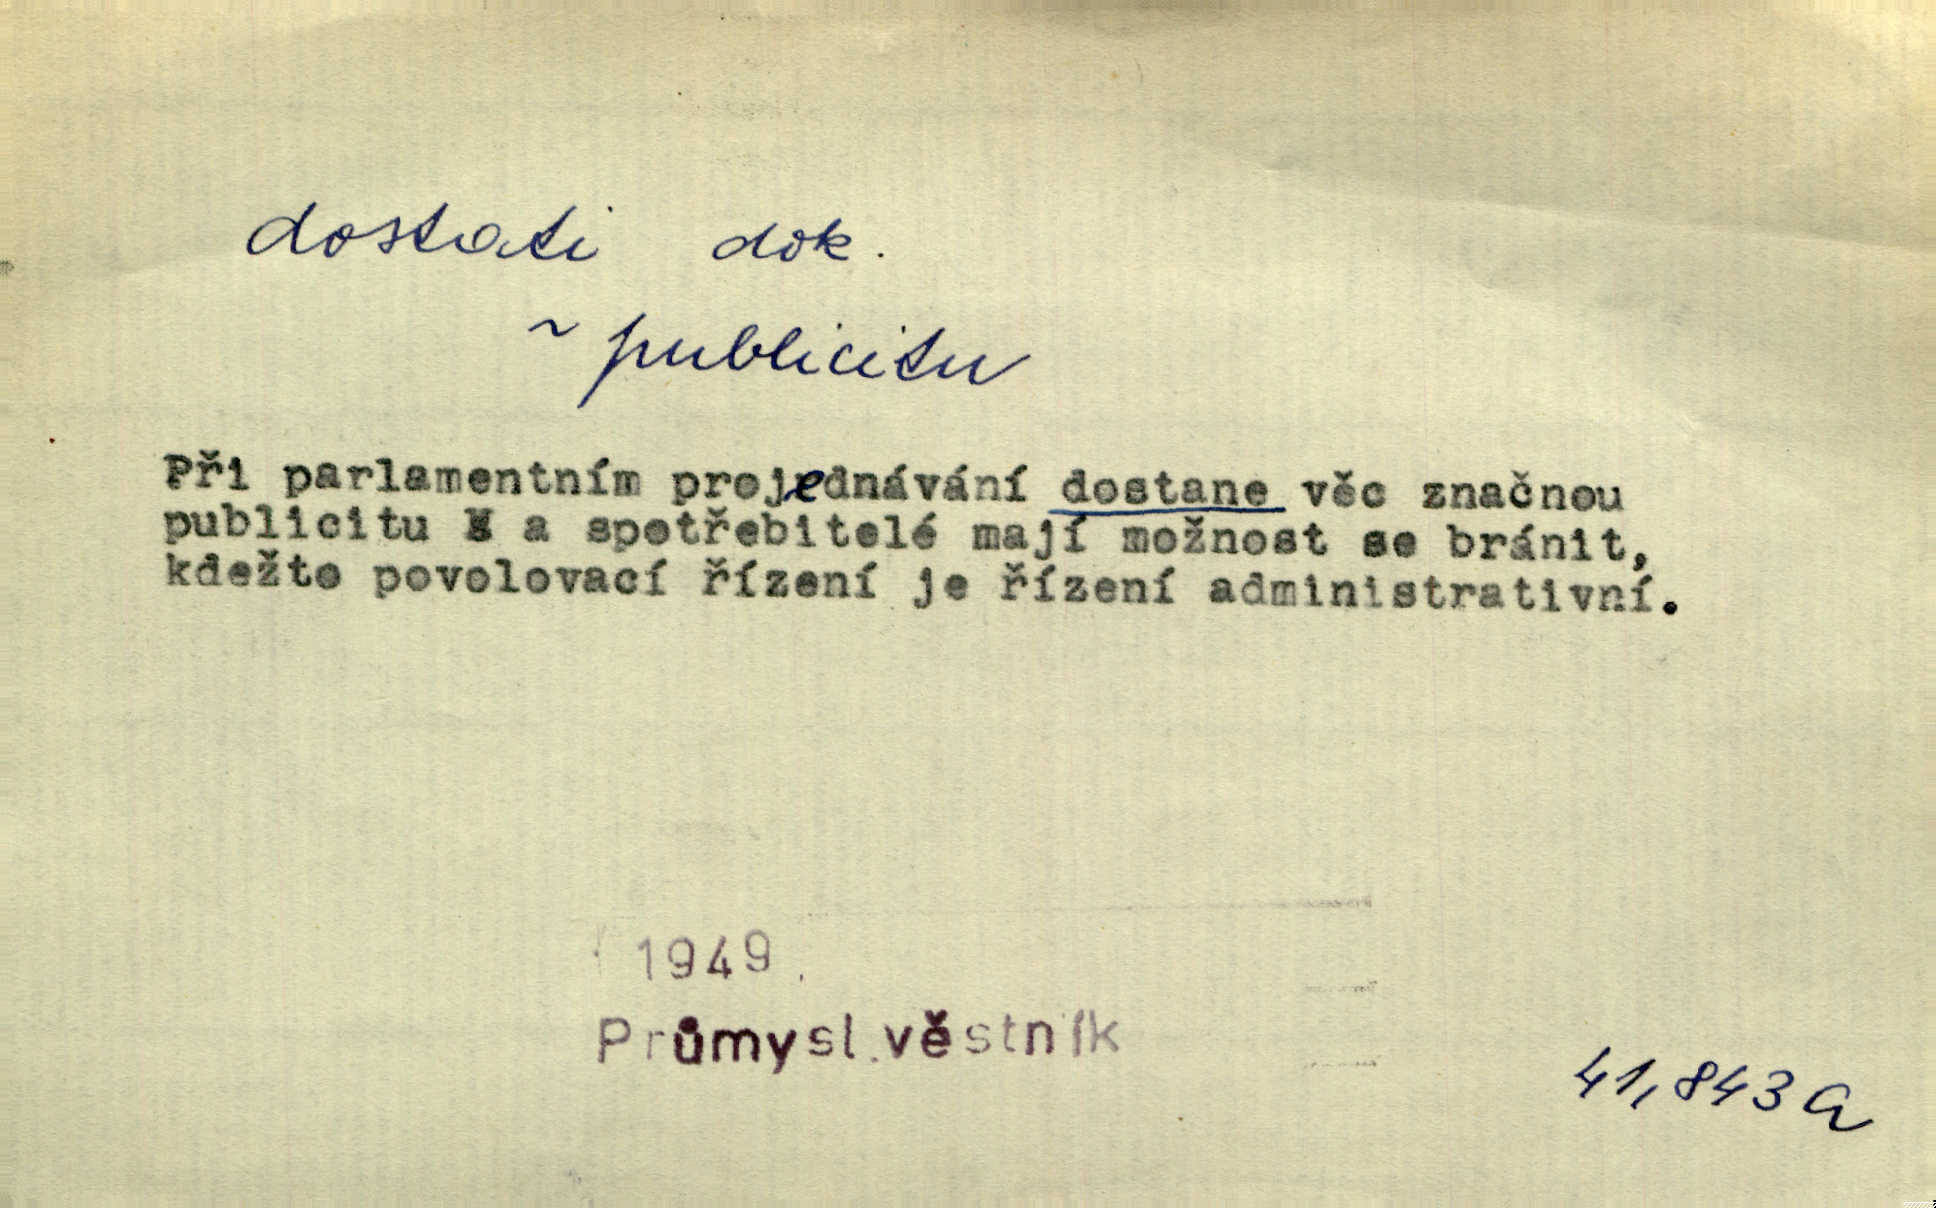 dostati dok.
~ publicitu
Při parlamentním projednávání dostane věc značnou
publicitu a spotřebitelé mají možnost se bránit,
kdežto povolovací řízení je řízení administrativní.
1949.
Průmysl.věstník
41, 843 a